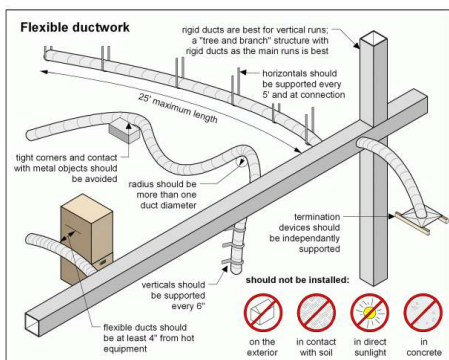 Flexible ductwork
rigid ducts are best for vertical runs;
a "tree and branch" structure with
rigid ducts as the main runs is best
horizontals should
be supported every
5' and at connection
25' maximum length
tight corners and contact
with metal objects should
be avoided
radius should be
more than one
duct diameter
termination
devices should
be independently
supported
verticals should
be supported
every 6"
flexible ducts should
be at least 4" from hot
equipment
should not be installed:
on the
exterior
in contact
with soil
in direct
sunlight
in
concrete